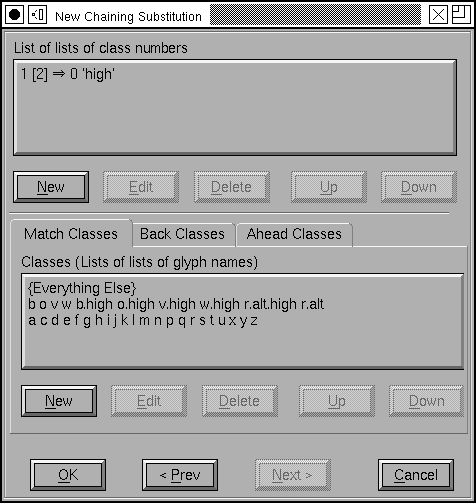 New Chaining Substitution
List of lists of class numbers
1 [2] ⇒ 0 'high'
New Edit Delete Up Down
Match Classes Back Classes Ahead Classes
Classes (Lists of lists of glyph names)
{Everything Else}
b o v w b.high o.high v.high w.high r.alt.high r.alt
a c d e f g h i j k l m n p q r s t u x y z
New Edit Delete Up Down
OK < Prev Next > Cancel